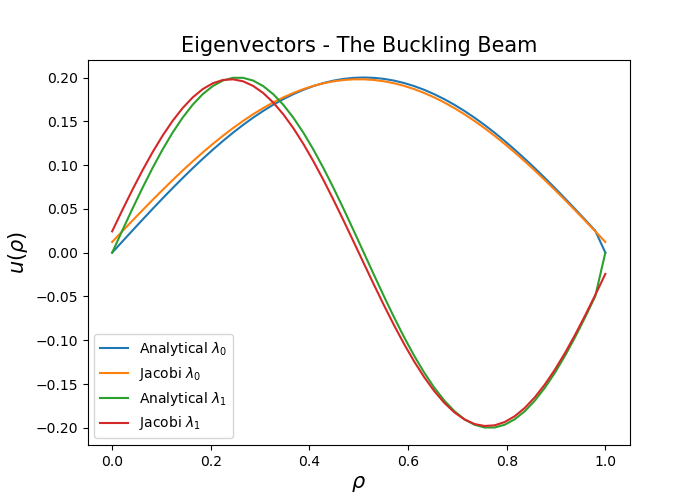 Eigenvectors - The Buckling Beam
u(ρ)
0.20
0.15
0.10
0.05
0.00
−0.05
−0.10
−0.15
−0.20
Analytical λ₀
Jacobi λ₀
Analytical λ₁
Jacobi λ₁
0.0 0.2 0.4 0.6 0.8 1.0
ρ